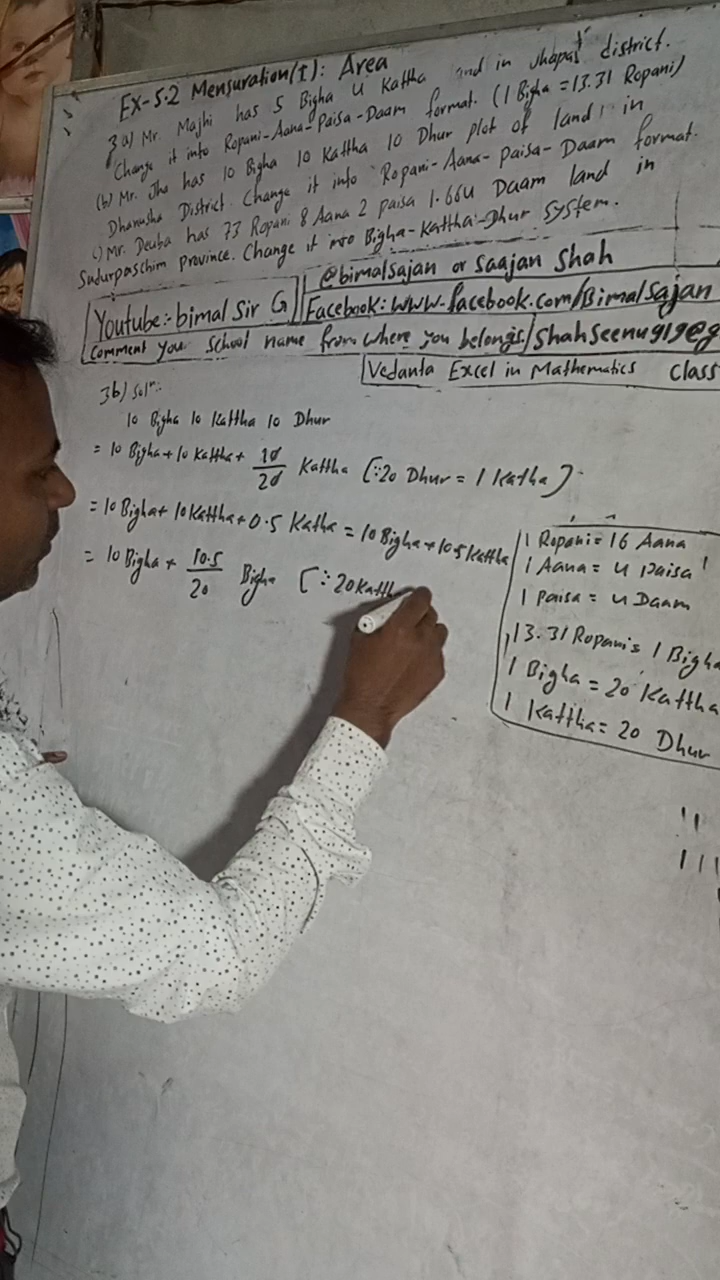 Ex-5.2 Mensuration(I): Area
3 a) Mr. Majhi has 5 Bigha 4 Kattha land in Jhapa district.
Change it into Ropani-Aana-Paisa-Daam format. (1 Bigha = 13.31 Ropani)
(b) Mr. Jha has 10 Bigha 10 Kattha 10 Dhur plot of land in
Dhanusha District. Change it into Ropani-Aana-Paisa-Daam format.
c) Mr. Deuba has 73 Ropani 8 Aana 2 paisa 1.664 Daam land in
Sudurpaschim province. Change it into Bigha-Kattha-Dhur system.
@bimalsajan or Saajan Shah
Youtube:- bimal Sir G
Facebook: www.facebook.com/Bimalsajan
Comment your school name from where you belongs/
Vedanta Excel in Mathematics Class
3b) Solⁿ:
10 Bigha 10 Kattha 10 Dhur
= 10 Bigha + 10 Kattha + 10/20 Kattha [∵ 20 Dhur = 1 Katha]
= 10 Bigha + 10 Kattha + 0.5 Katha = 10 Bigha + 10.5 Kattha
= 10 Bigha + 10.5/20 Bigha [∵ 20 Katth
1 Ropani = 16 Aana
1 Aana = 4 paisa
1 paisa = 4 Daam
13.31 Ropani = 1 Bigha
1 Bigha = 20 Kattha
1 Kattha = 20 Dhur